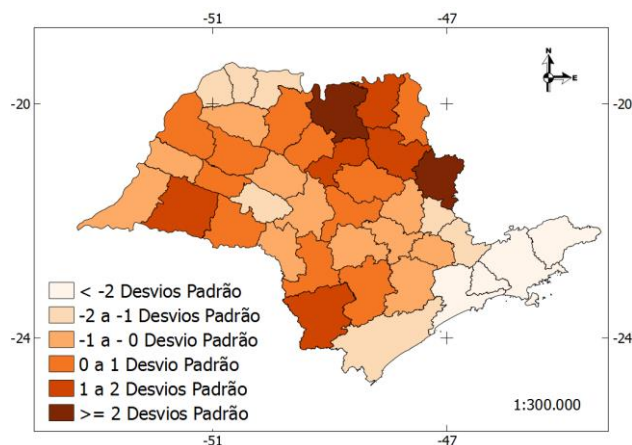 -51 -47
N
E
-20 -20
< -2 Desvios Padrão
-2 a -1 Desvios Padrão
-1 a - 0 Desvio Padrão
0 a 1 Desvio Padrão
1 a 2 Desvios Padrão
>= 2 Desvios Padrão
-24 -24
1:300.000
-51 -47